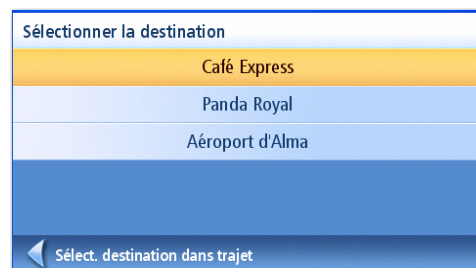 Sélectionner la destination
Café Express
Panda Royal
Aéroport d'Alma
Sélect. destination dans trajet